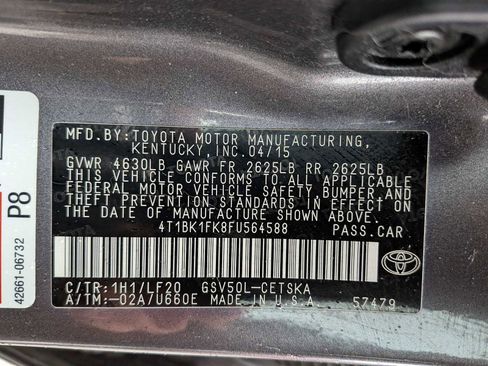 MFD.BY:TOYOTA MOTOR MANUFACTURING,
KENTUCKY, INC. 04/15
GVWR 4630LB GAWR FR 2625LB RR 2625LB
THIS VEHICLE CONFORMS TO ALL APPLICABLE
FEDERAL MOTOR VEHICLE SAFETY BUMPER AND
THEFT PREVENTION STANDARDS IN EFFECT ON
THE DATE OF MANUFACTURE SHOWN ABOVE.
4T1BK1FK8FU564588 PASS.CAR
C/TR:1H1/LF20 GSV50L-CETSKA
A/TM:-02A/U660E MADE IN U.S.A. 57479
TOYOTA
P8
42661-06732